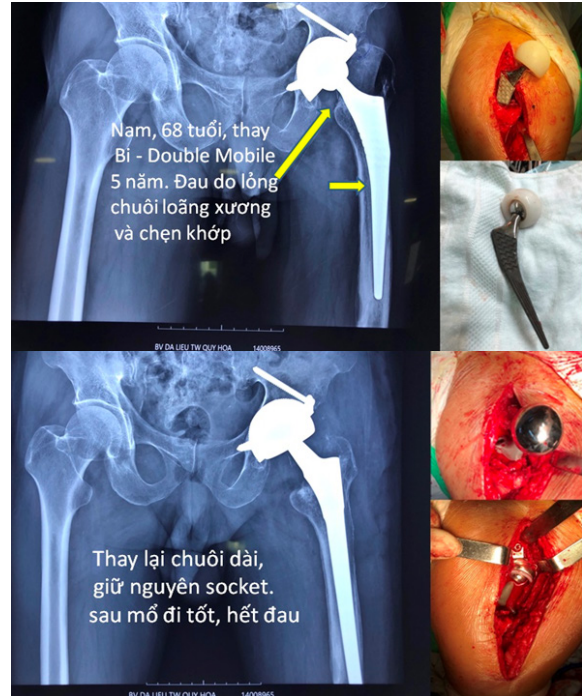 Nam, 68 tuổi, thay
Bi - Double Mobile
5 năm. Đau do lỏng
chuôi loãng xương
và chẹn khớp
BV DA LIEU TW QUY HOA 14008965
Thay lại chuôi dài,
giữ nguyên socket.
sau mổ đi tốt, hết đau
BV DA LIEU TW QUY HOA 14008965